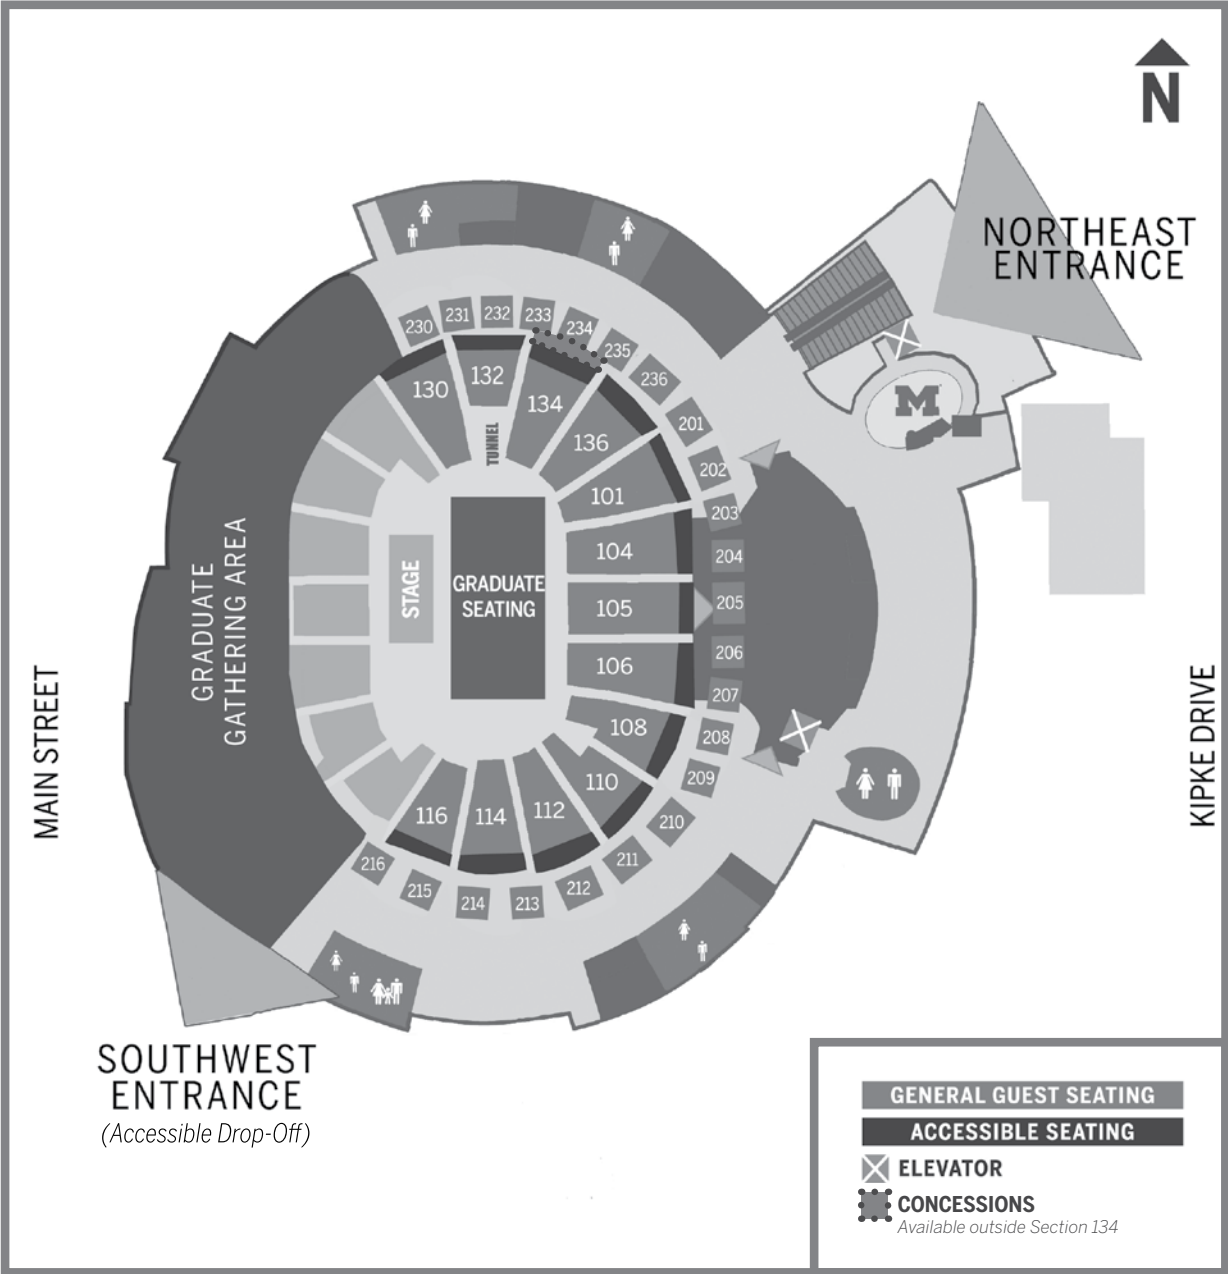 N
NORTHEAST
ENTRANCE
230
231
232
233
234
235
236
201
202
203
204
205
206
207
208
209
210
211
212
213
214
215
216
130
132
134
136
101
104
105
106
108
110
112
114
116
TUNNEL
M
STAGE
GRADUATE
SEATING
GRADUATE
GATHERING AREA
MAIN STREET
KIPKE DRIVE
SOUTHWEST
ENTRANCE
(Accessible Drop-Off)
GENERAL GUEST SEATING
ACCESSIBLE SEATING
ELEVATOR
CONCESSIONS
Available outside Section 134